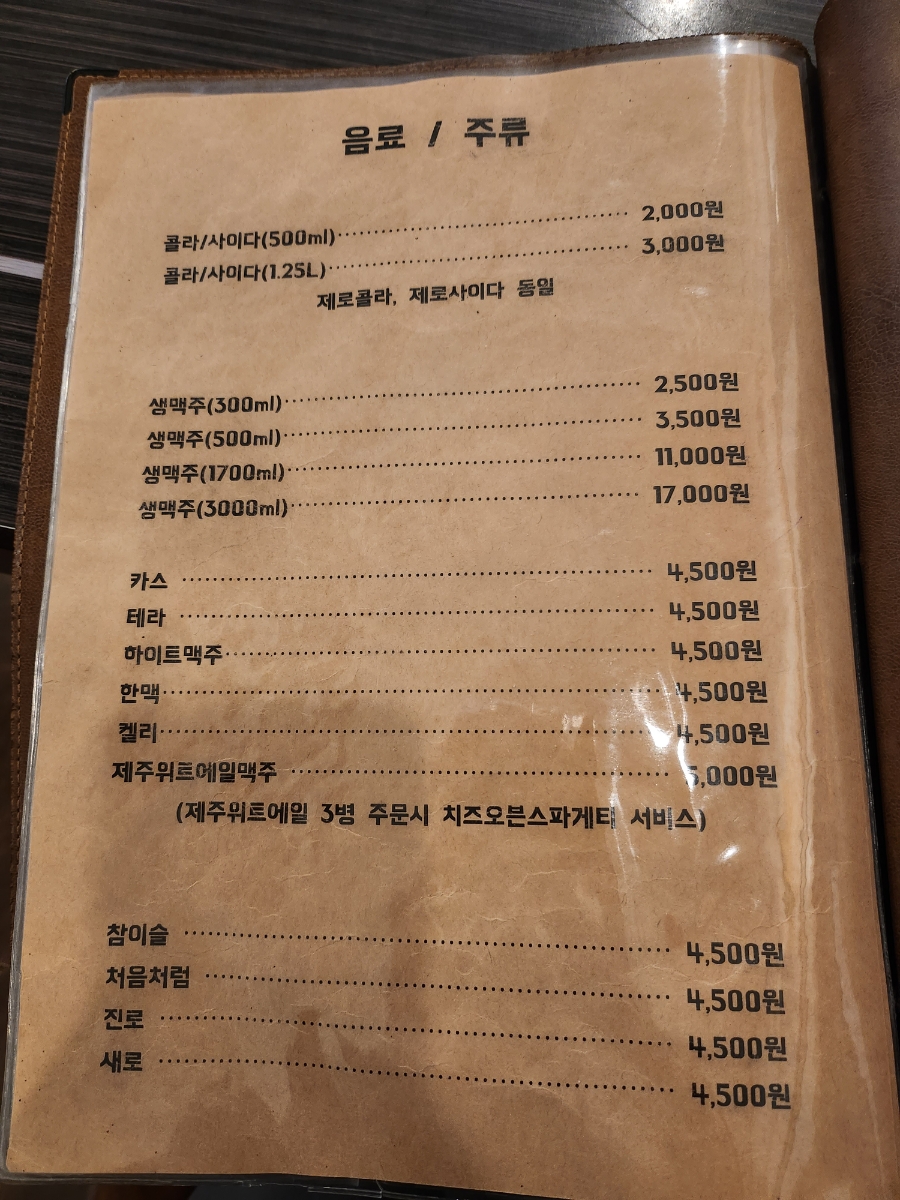 음료 / 주류
콜라/사이다(500ml) 2,000원
콜라/사이다(1.25L) 3,000원
제로콜라, 제로사이다 동일
생맥주(300ml) 2,500원
생맥주(500ml) 3,500원
생맥주(1700ml) 11,000원
생맥주(3000ml) 17,000원
카스 4,500원
테라 4,500원
하이트맥주 4,500원
한맥 4,500원
켈리 4,500원
제주위트에일맥주 5,000원
(제주위트에일 3병 주문시 치즈오븐스파게티 서비스)
참이슬 4,500원
처음처럼 4,500원
진로 4,500원
새로 4,500원